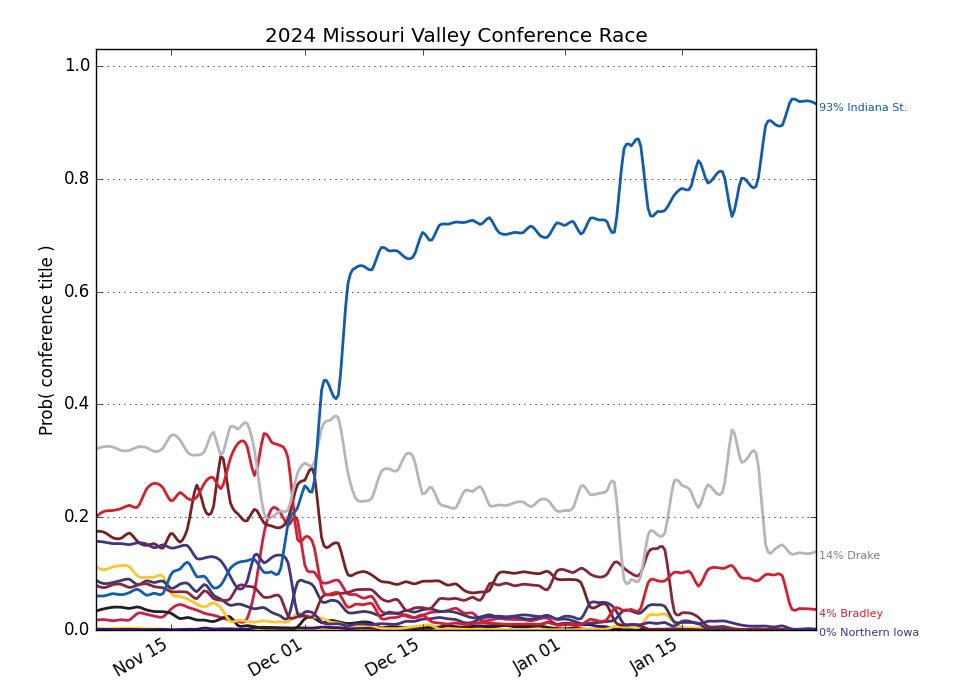 2024 Missouri Valley Conference Race
Prob( conference title )
1.0
0.8
0.6
0.4
0.2
0.0
Nov 15
Dec 01
Dec 15
Jan 01
Jan 15
93% Indiana St.
14% Drake
4% Bradley
0% Northern Iowa